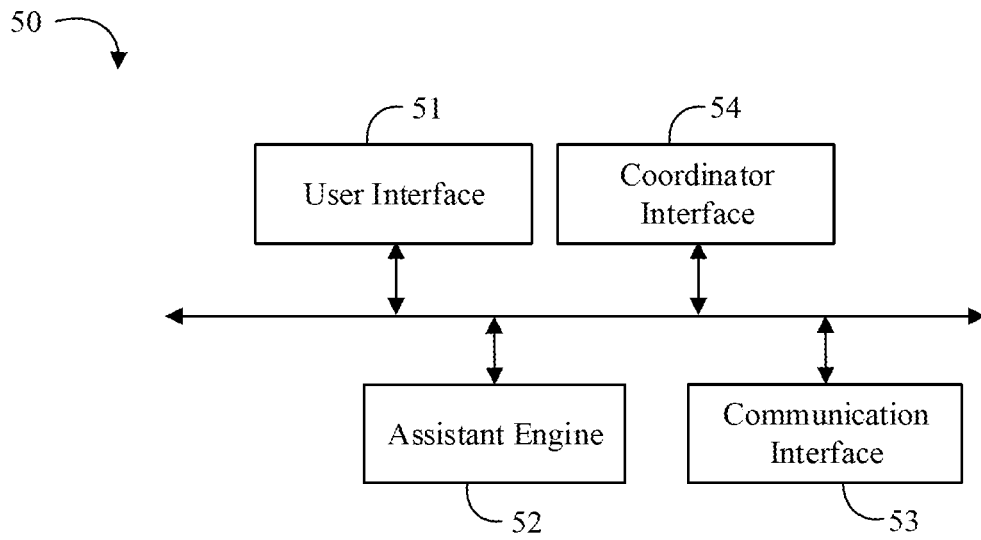 50
51
54
User Interface
Coordinator
Interface
Assistant Engine
Communication
Interface
52
53